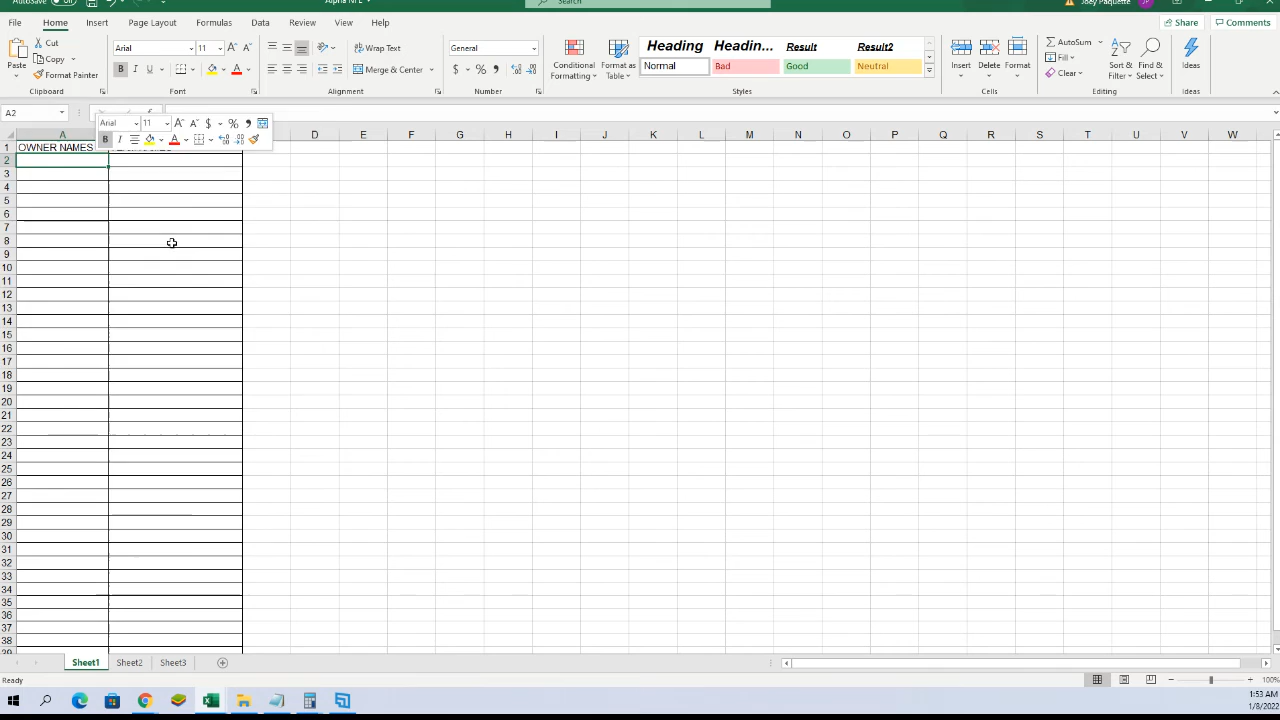 AutoSave
Search
Joey Paquette
File Home Insert Page Layout Formulas Data Review View Help Share Comments
Paste
Cut
Copy
Format Painter
Clipboard
Arial 11
Font
Wrap Text
Merge & Center
Alignment
General
Number
Conditional Formatting
Format as Table
Heading Headin... Result Result2
Normal Bad Good Neutral
Styles
Insert Delete Format
Cells
AutoSum
Fill
Clear
Sort & Filter
Find & Select
Editing
Ideas
Ideas
A2
Arial 11
A D E F G H I J K L M N O P Q R S T U V W
1 OWNER NAMES
2
3
4
5
6
7
8
9
10
11
12
13
14
15
16
17
18
19
20
21
22
23
24
25
26
27
28
29
30
31
32
33
34
35
36
37
38
39
Sheet1 Sheet2 Sheet3
Ready
100%
1:53 AM
1/8/2022